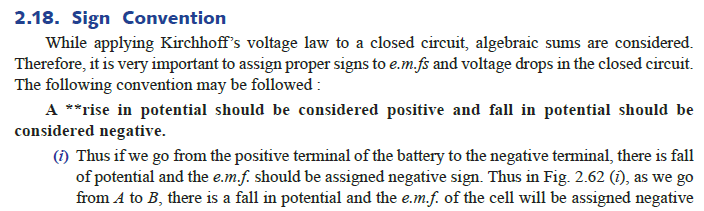 2.18. Sign Convention
While applying Kirchhoff’s voltage law to a closed circuit, algebraic sums are considered.
Therefore, it is very important to assign proper signs to e.m.fs and voltage drops in the closed circuit.
The following convention may be followed :
A **rise in potential should be considered positive and fall in potential should be
considered negative.
(i) Thus if we go from the positive terminal of the battery to the negative terminal, there is fall
of potential and the e.m.f. should be assigned negative sign. Thus in Fig. 2.62 (i), as we go
from A to B, there is a fall in potential and the e.m.f. of the cell will be assigned negative